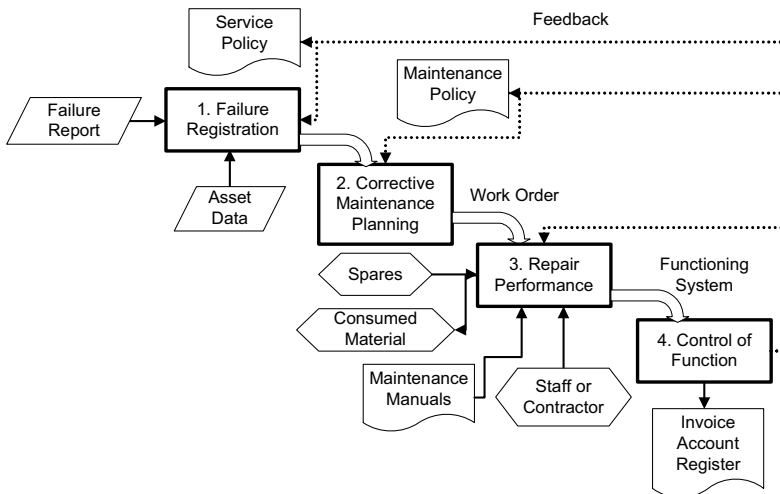 Service
Policy
Feedback
Maintenance
Policy
Failure
Report
1. Failure
Registration
Asset
Data
2. Corrective
Maintenance
Planning
Work Order
Spares
3. Repair
Performance
Functioning
System
Consumed
Material
4. Control of
Function
Maintenance
Manuals
Staff or
Contractor
Invoice
Account
Register